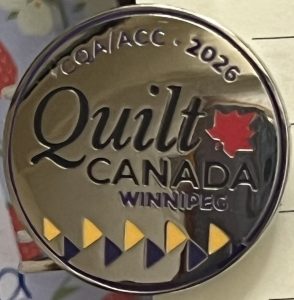 CQA/ACC • 2026
Quilt
CANADA
WINNIPEG